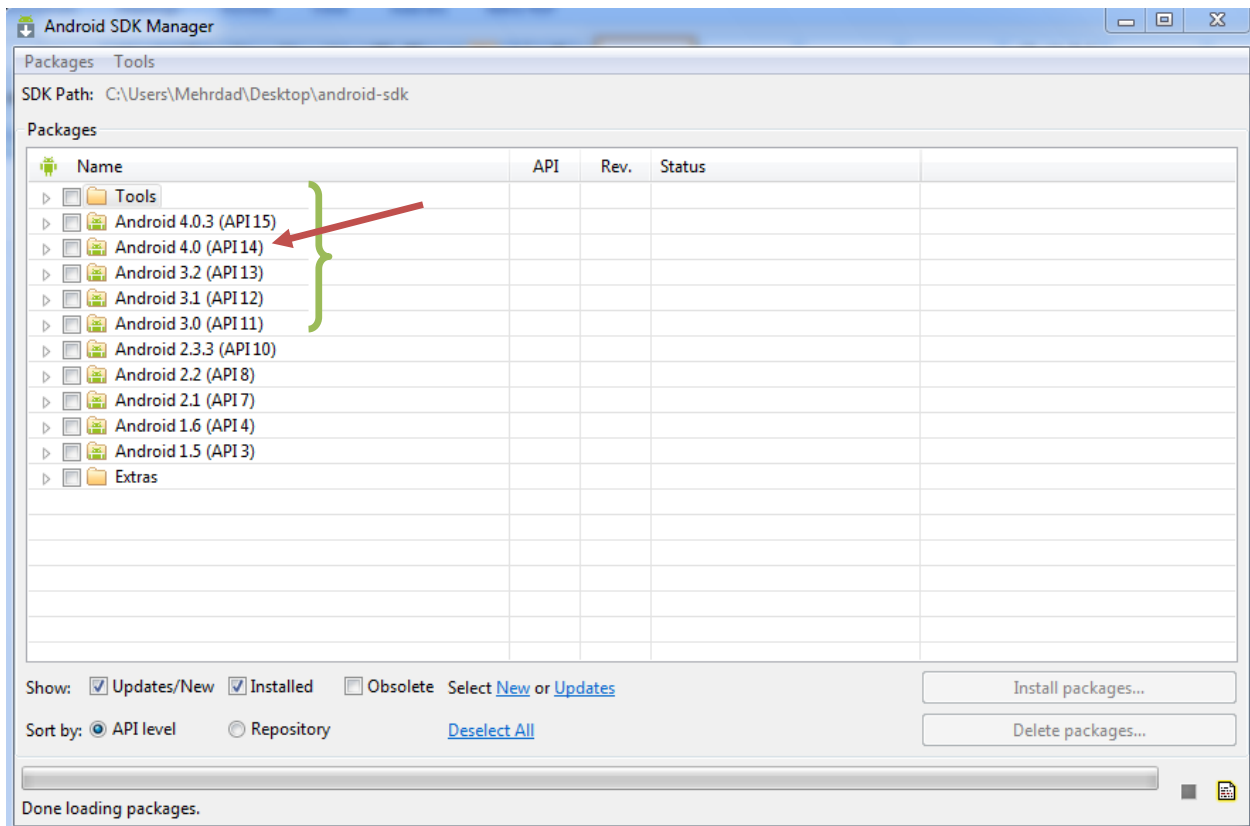 Android SDK Manager
Packages Tools
SDK Path: C:\Users\Mehrdad\Desktop\android-sdk
Packages
Name API Rev. Status
Tools
Android 4.0.3 (API 15)
Android 4.0 (API 14)
Android 3.2 (API 13)
Android 3.1 (API 12)
Android 3.0 (API 11)
Android 2.3.3 (API 10)
Android 2.2 (API 8)
Android 2.1 (API 7)
Android 1.6 (API 4)
Android 1.5 (API 3)
Extras
Show: Updates/New Installed Obsolete Select New or Updates Install packages...
Sort by: API level Repository Deselect All Delete packages...
Done loading packages.